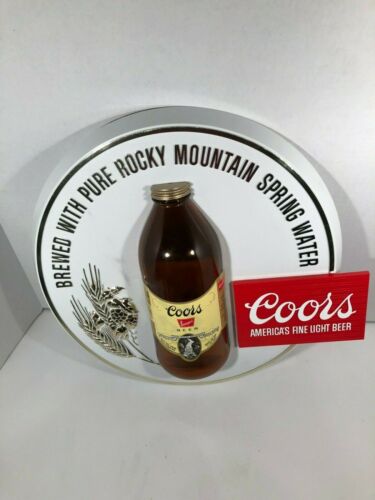 BREWED WITH PURE ROCKY MOUNTAIN SPRING WATER
Coors
BEER
Coors
AMERICA'S FINE LIGHT BEER